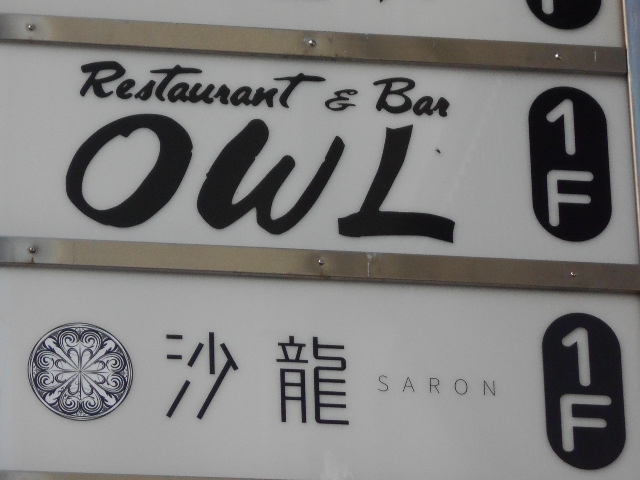 Restaurant & Bar
OWL
1F
沙龍 SARON
1F